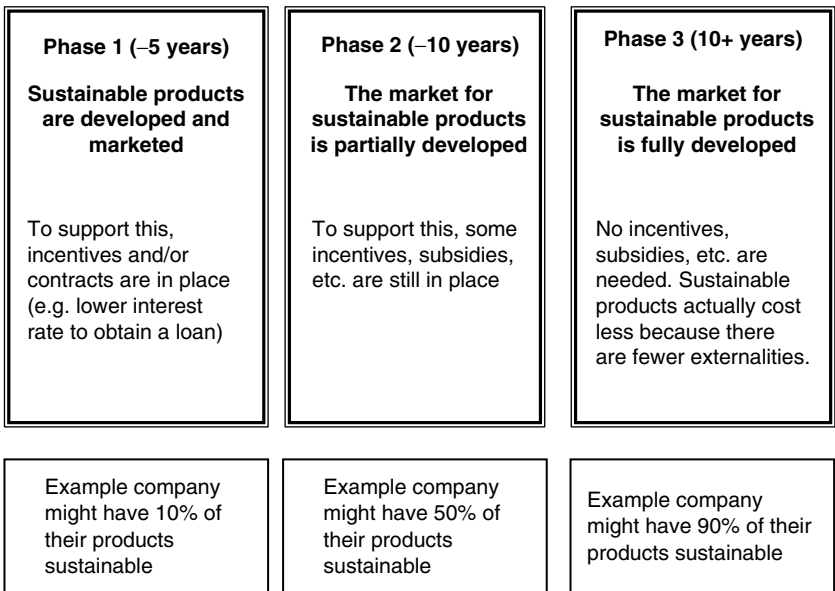 Phase 1 (–5 years)
Sustainable products
are developed and
marketed
To support this,
incentives and/or
contracts are in place
(e.g. lower interest
rate to obtain a loan)
Phase 2 (–10 years)
The market for
sustainable products
is partially developed
To support this, some
incentives, subsidies,
etc. are still in place
Phase 3 (10+ years)
The market for
sustainable products
is fully developed
No incentives,
subsidies, etc. are
needed. Sustainable
products actually cost
less because there
are fewer externalities.
Example company
might have 10% of
their products
sustainable
Example company
might have 50% of
their products
sustainable
Example company
might have 90% of their
products sustainable